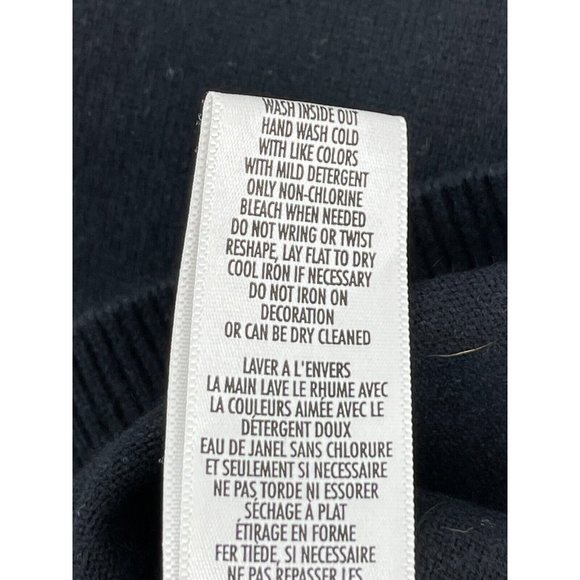 WASH INSIDE OUT
HAND WASH COLD
WITH LIKE COLORS
WITH MILD DETERGENT
ONLY NON-CHLORINE
BLEACH WHEN NEEDED
DO NOT WRING OR TWIST
RESHAPE, LAY FLAT TO DRY
COOL IRON IF NECESSARY
DO NOT IRON ON
DECORATION
OR CAN BE DRY CLEANED
LAVER A L'ENVERS
LA MAIN LAVE LE RHUME AVEC
LA COULEURS AIMÉE AVEC LE
DÉTERGENT DOUX
EAU DE JANEL SANS CHLORURE
ET SEULEMENT SI NECESSAIRE
NE PAS TORDE NI ESSORER
SÉCHAGE À PLAT
ÉTIRAGE EN FORME
FER TIÈDE, SI NECESSAIRE
NE PAS REPASSER LES